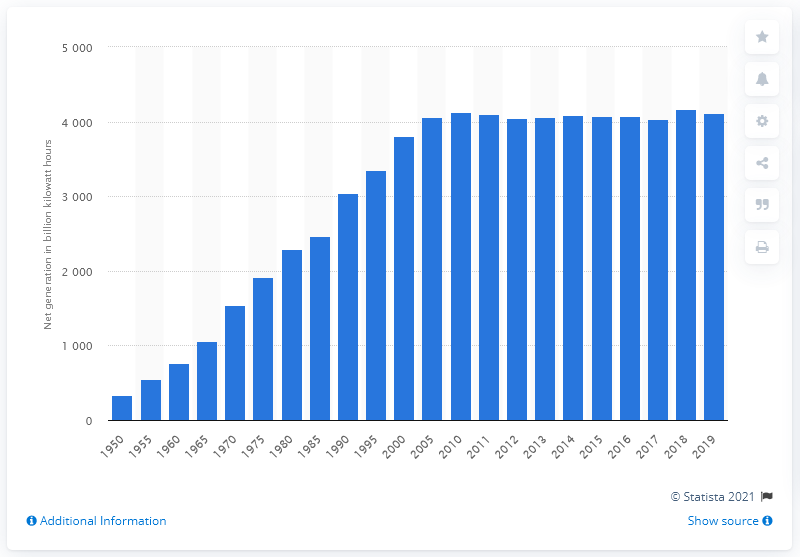 5 000
4 000
3 000
2 000
1 000
0
Net generation in billion kilowatt hours
1950 1955 1960 1965 1970 1975 1980 1985 1990 1995 2000 2005 2010 2011 2012 2013 2014 2015 2016 2017 2018 2019
© Statista 2021
Additional Information
Show source